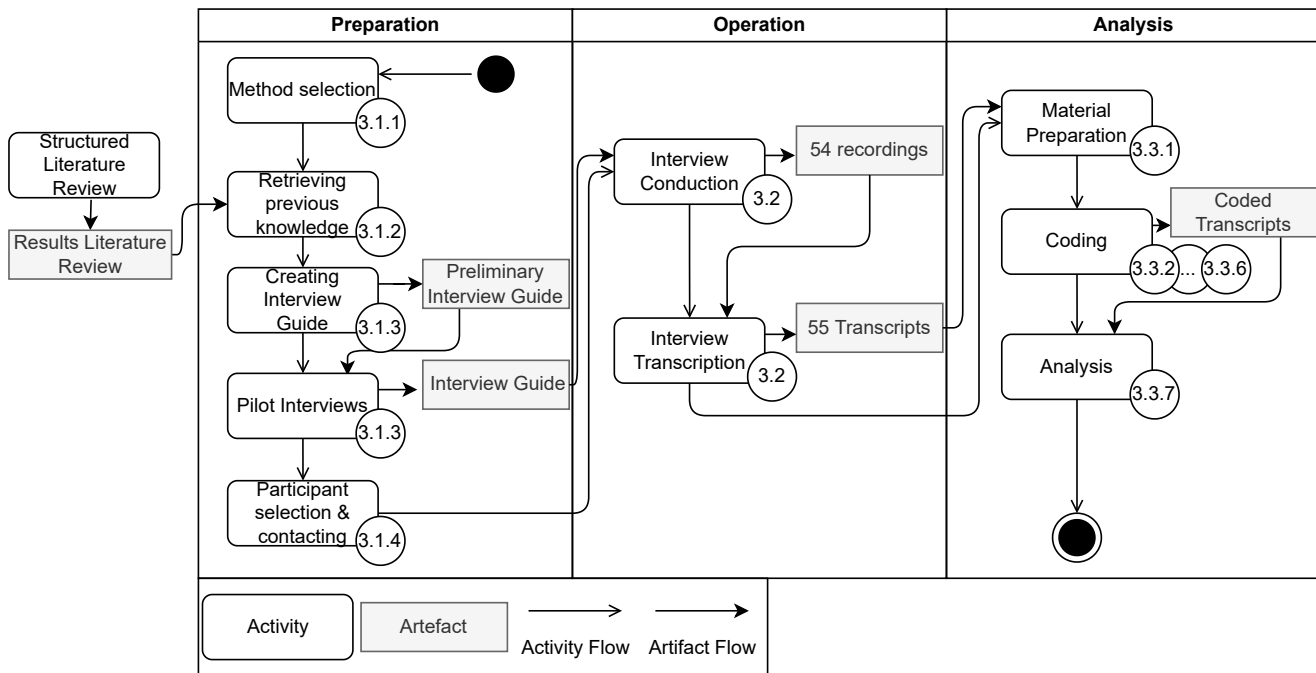 Preparation
Operation
Analysis
Structured
Literature
Review
Results Literature
Review
Method selection
3.1.1
Retrieving
previous
knowledge
3.1.2
Creating
Interview
Guide
3.1.3
Preliminary
Interview Guide
Pilot Interviews
3.1.3
Interview Guide
Participant
selection &
contacting
3.1.4
Interview
Conduction
3.2
54 recordings
Interview
Transcription
3.2
55 Transcripts
Material
Preparation
3.3.1
Coding
3.3.2
...
3.3.6
Coded
Transcripts
Analysis
3.3.7
Activity
Artefact
Activity Flow
Artifact Flow